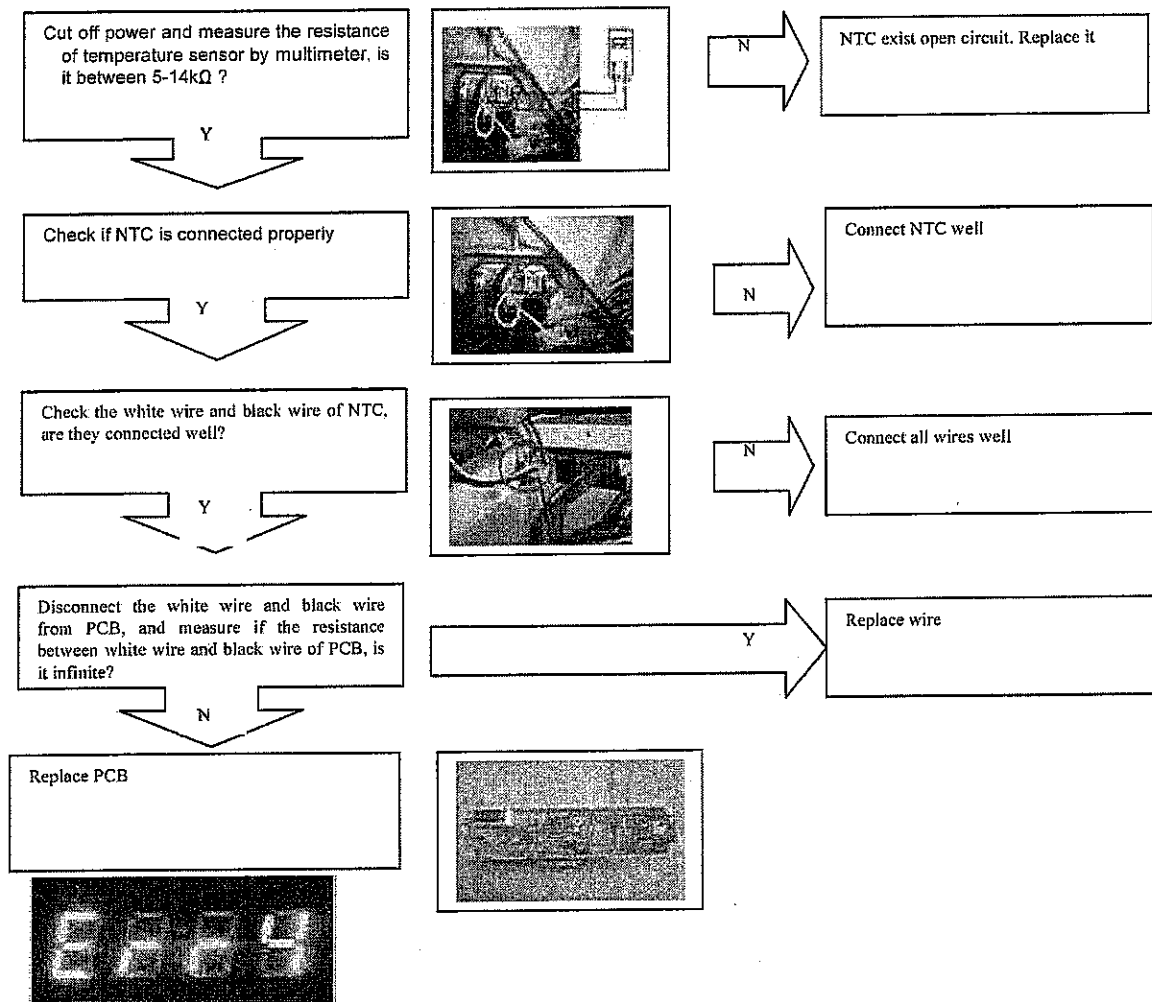 Cut off power and measure the resistance
of temperature sensor by multimeter, is
it between 5-14kΩ ?
N
NTC exist open circuit. Replace it
Y
Check if NTC is connected properly
N
Connect NTC well
Y
Check the white wire and black wire of NTC,
are they connected well?
N
Connect all wires well
Y
Disconnect the white wire and black wire
from PCB, and measure if the resistance
between white wire and black wire of PCB, is
it infinite?
Y
Replace wire
N
Replace PCB
Err4